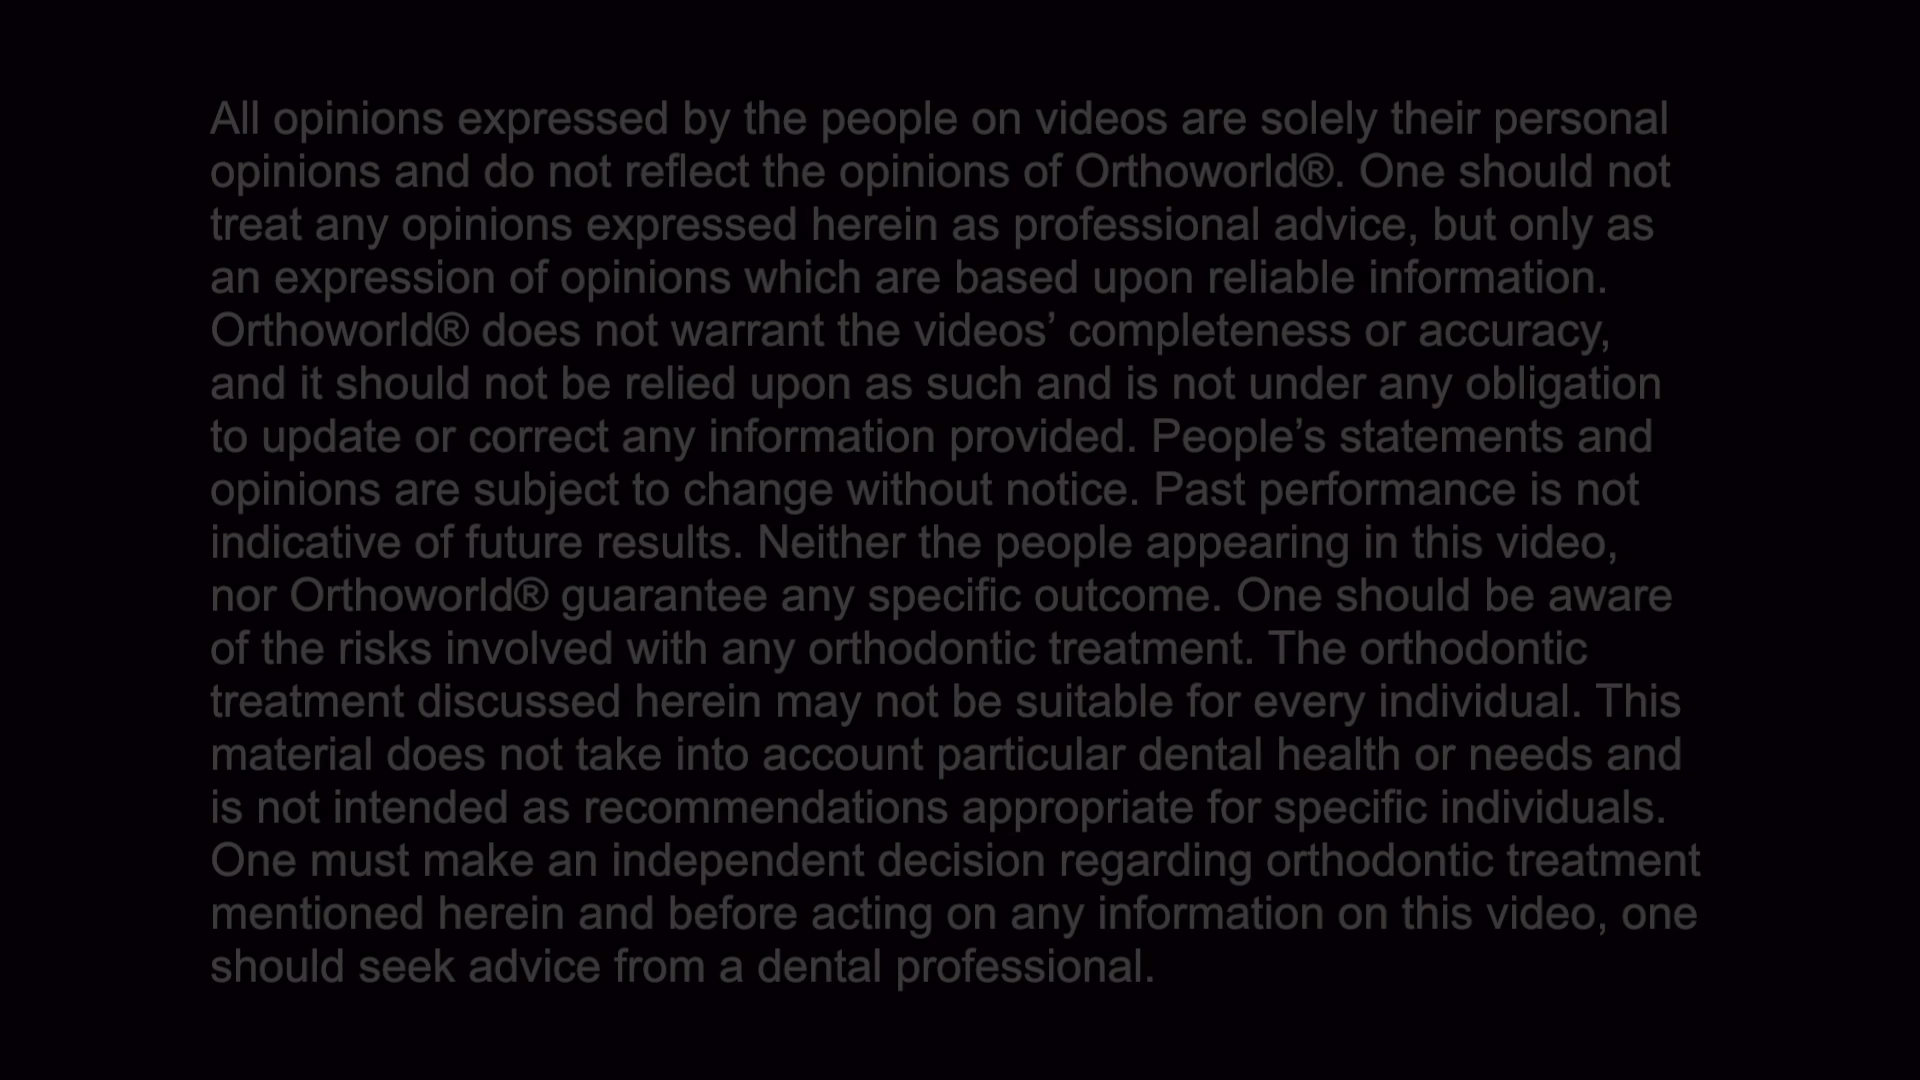 All opinions expressed by the people on videos are solely their personal
opinions and do not reflect the opinions of Orthoworld®. One should not
treat any opinions expressed herein as professional advice, but only as
an expression of opinions which are based upon reliable information.
Orthoworld® does not warrant the videos’ completeness or accuracy,
and it should not be relied upon as such and is not under any obligation
to update or correct any information provided. People’s statements and
opinions are subject to change without notice. Past performance is not
indicative of future results. Neither the people appearing in this video,
nor Orthoworld® guarantee any specific outcome. One should be aware
of the risks involved with any orthodontic treatment. The orthodontic
treatment discussed herein may not be suitable for every individual. This
material does not take into account particular dental health or needs and
is not intended as recommendations appropriate for specific individuals.
One must make an independent decision regarding orthodontic treatment
mentioned herein and before acting on any information on this video, one
should seek advice from a dental professional.